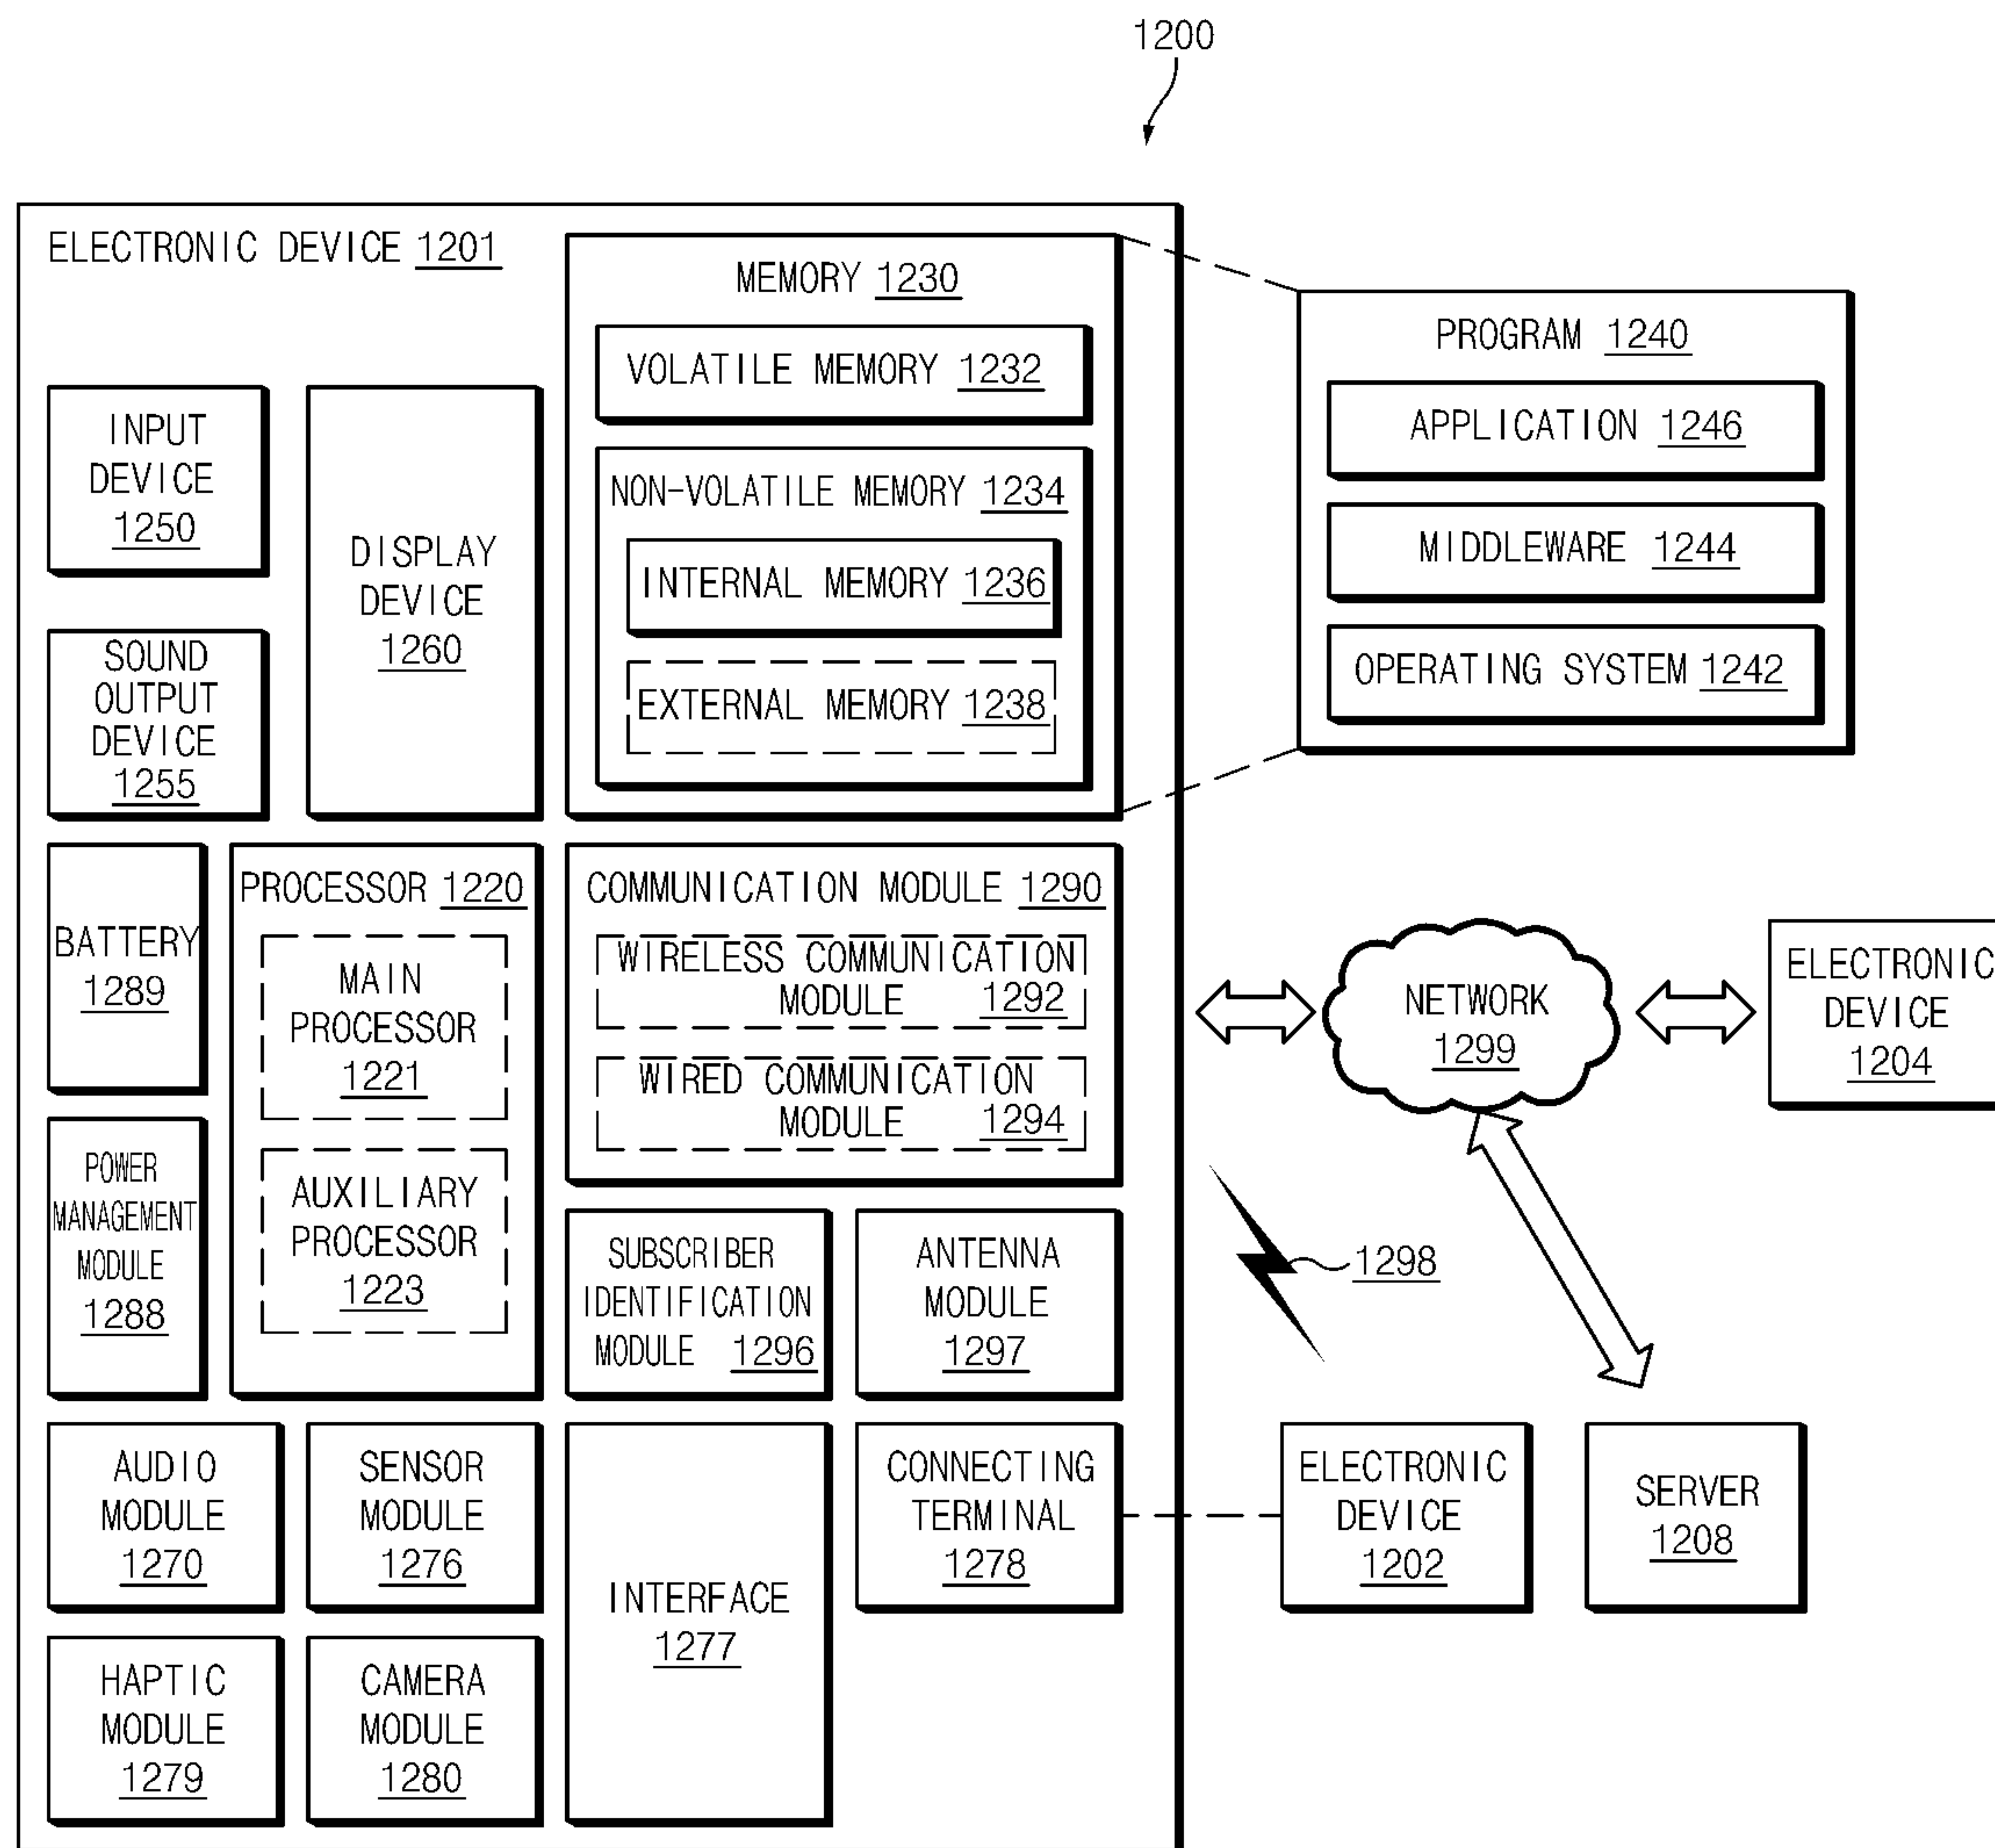 1200
ELECTRONIC DEVICE 1201
MEMORY 1230
VOLATILE MEMORY 1232
NON-VOLATILE MEMORY 1234
INTERNAL MEMORY 1236
EXTERNAL MEMORY 1238
PROGRAM 1240
APPLICATION 1246
MIDDLEWARE 1244
OPERATING SYSTEM 1242
INPUT
DEVICE
1250
DISPLAY
DEVICE
1260
SOUND
OUTPUT
DEVICE
1255
BATTERY
1289
PROCESSOR 1220
MAIN
PROCESSOR
1221
AUXILIARY
PROCESSOR
1223
COMMUNICATION MODULE 1290
WIRELESS COMMUNICATION
MODULE 1292
WIRED COMMUNICATION
MODULE 1294
NETWORK
1299
ELECTRONIC
DEVICE
1204
POWER
MANAGEMENT
MODULE
1288
SUBSCRIBER
IDENTIFICATION
MODULE 1296
ANTENNA
MODULE
1297
1298
AUDIO
MODULE
1270
SENSOR
MODULE
1276
INTERFACE
1277
CONNECTING
TERMINAL
1278
ELECTRONIC
DEVICE
1202
SERVER
1208
HAPTIC
MODULE
1279
CAMERA
MODULE
1280